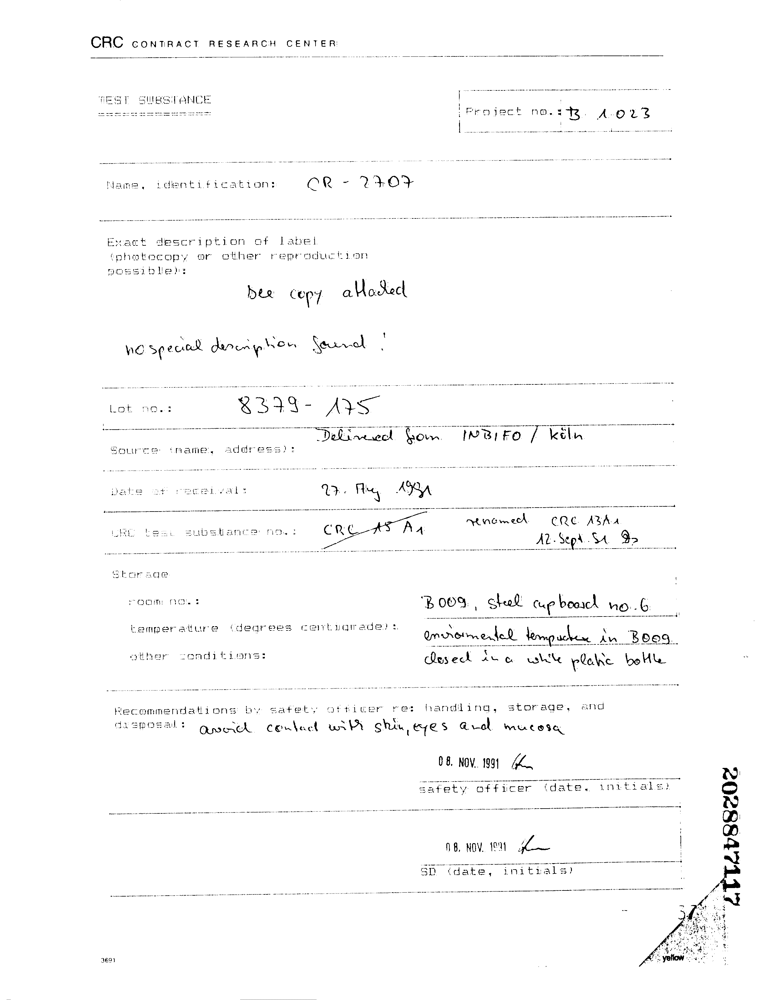 CRC CONTRACT RESEARCH CENTER
TEST SUBSTANCE
Project no.: B 1023
Name, identification: CR - 2707
Exact description of label
(photocopy or other reproduction
possible):
see copy attached
no special description found !
Lot no.: 8379 - 175
Delivered from INBIFO / Köln
Source (name, address):
Date of receival: 27. Aug 1991
CRC test substance no.: CRC 15 A1 renamed CRC 13A1
12. Sept. 91
Storage
room no.: B009, steel cupboard no. 6
temperature (degrees centigrade): enviromental temperature in B009
other conditions: closed in a white plastic bottle
Recommendations by safety officer re: handling, storage, and
disposal: avoid contact with skin, eyes and mucosa
08. NOV. 1991
safety officer (date, initials)
08. NOV. 1991
SD (date, initials)
2028847117
37
yellow
3691